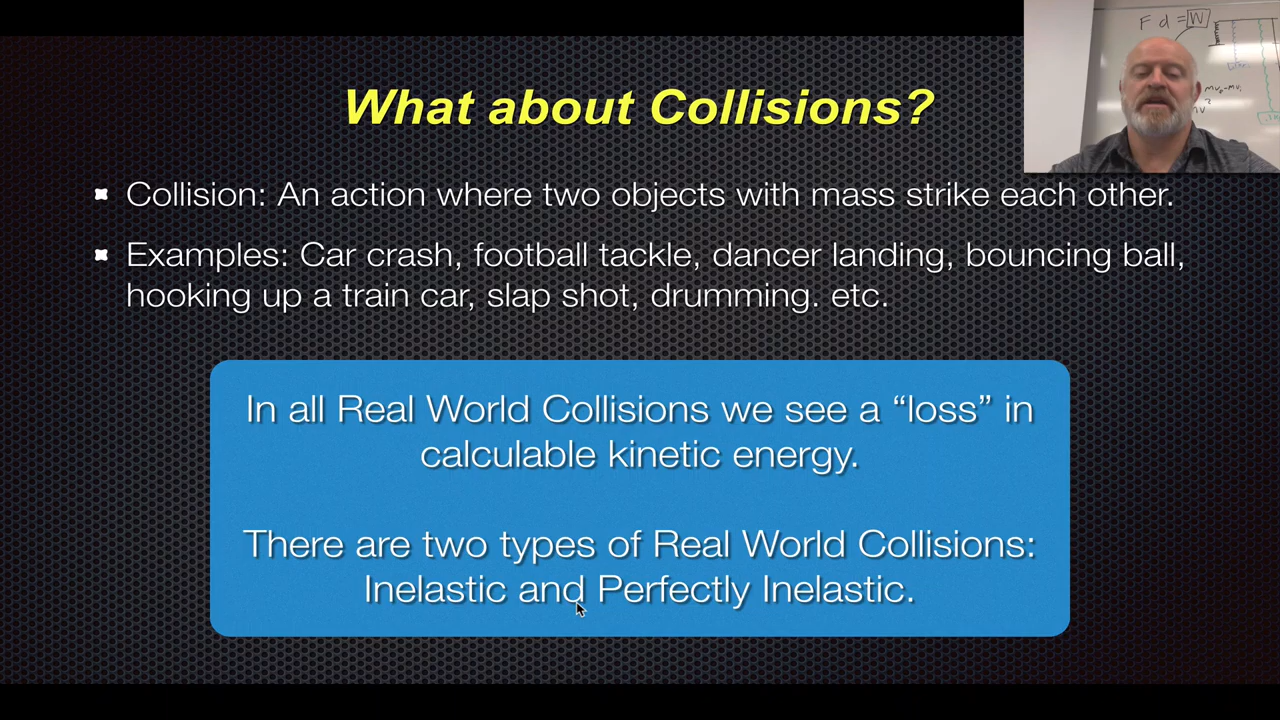 F d = W
What about Collisions?
Collision: An action where two objects with mass strike each other.
Examples: Car crash, football tackle, dancer landing, bouncing ball,
hooking up a train car, slap shot, drumming. etc.
In all Real World Collisions we see a “loss” in
calculable kinetic energy.
There are two types of Real World Collisions:
Inelastic and Perfectly Inelastic.